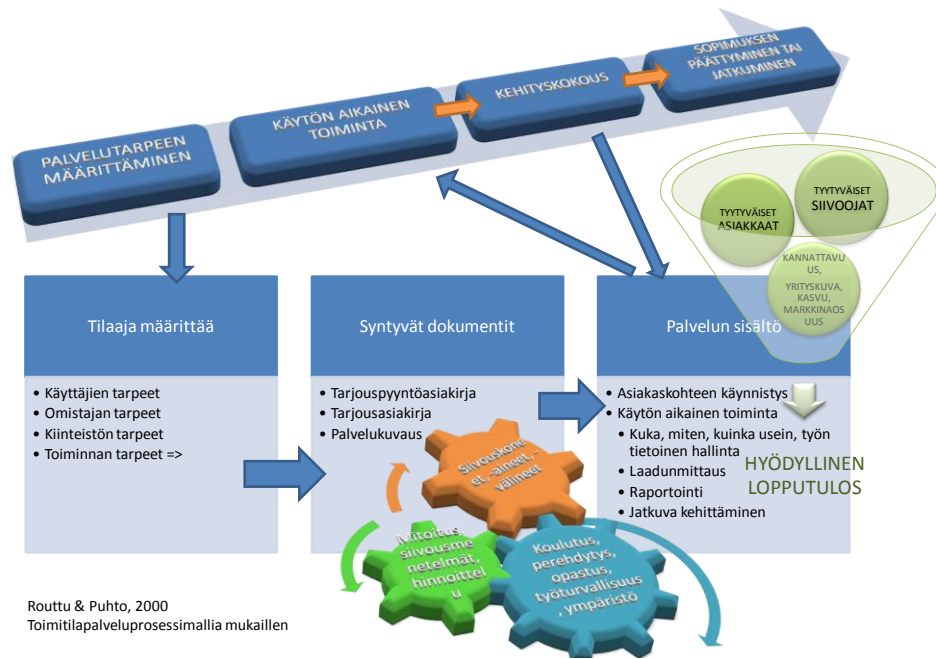 PALVELUTARPEEN
MÄÄRITTÄMINEN
KÄYTÖN AIKAINEN
TOIMINTA
KEHITYSKOKOUS
SOPIMUKSEN
PÄÄTTYMINEN TAI
JATKUMINEN
TYYTYVÄISET
ASIAKKAAT
TYYTYVÄISET
SIIVOOJAT
KANNATTAVU
US,
YRITYSKUVA,
KASVU,
MARKKINAOS
UUS
Tilaaja määrittää
• Käyttäjien tarpeet
• Omistajan tarpeet
• Kiinteistön tarpeet
• Toiminnan tarpeet =>
Syntyvät dokumentit
• Tarjouspyyntöasiakirja
• Tarjousasiakirja
• Palvelukuvaus
Palvelun sisältö
• Asiakaskohteen käynnistys
• Käytön aikainen toiminta
• Kuka, miten, kuinka usein, työn
tietoinen hallinta
• Laadunmittaus
• Raportointi
• Jatkuva kehittäminen
HYÖDYLLINEN
LOPPUTULOS
Siivouskone
et, -aineet, -
välineet
Mitoitus,
siivousme
netelmät,
hinnoittel
u
Koulutus,
perehdytys,
opastus,
työturvallisuus
, ympäristö
Routtu & Puhto, 2000
Toimitilapalveluprosessimallia mukaillen